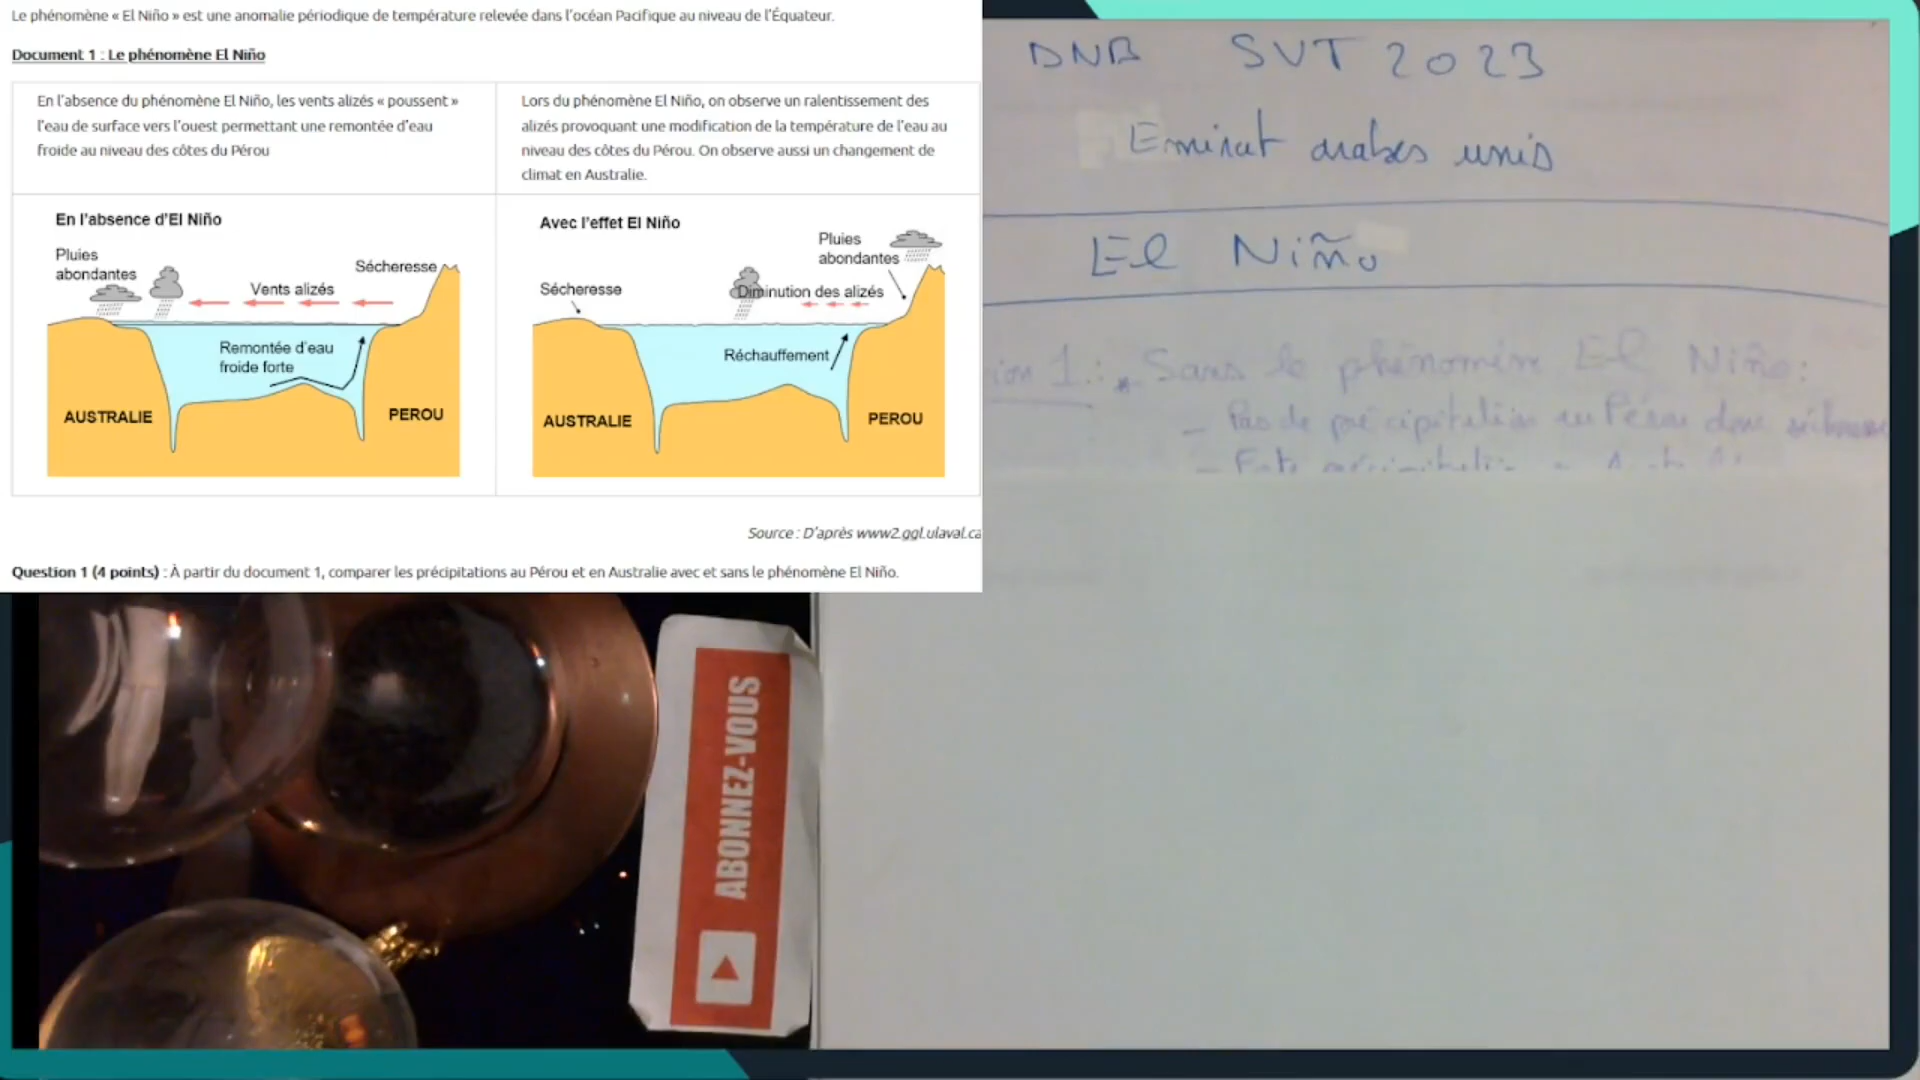 Le phénomène « El Niño » est une anomalie périodique de température relevée dans l'océan Pacifique au niveau de l'Équateur.
Document 1 : Le phénomène El Niño
En l'absence du phénomène El Niño, les vents alizés « poussent »
l'eau de surface vers l'ouest permettant une remontée d'eau
froide au niveau des côtes du Pérou
Lors du phénomène El Niño, on observe un ralentissement des
alizés provoquant une modification de la température de l'eau au
niveau des côtes du Pérou. On observe aussi un changement de
climat en Australie.
En l'absence d'El Niño
Pluies
abondantes
Vents alizés
Sécheresse
Remontée d'eau
froide forte
AUSTRALIE
PEROU
Avec l'effet El Niño
Pluies
abondantes
Sécheresse
Diminution des alizés
Réchauffement
AUSTRALIE
PEROU
Source : D'après www2.ggl.ulaval.ca
Question 1 (4 points) : À partir du document 1, comparer les précipitations au Pérou et en Australie avec et sans le phénomène El Niño.
DNB SVT 2023
Emirat arabes unis
El Niño
1 : * Sans le phénomène El Niño :
- Pas de précipitation au Pérou donc
ABONNEZ-VOUS